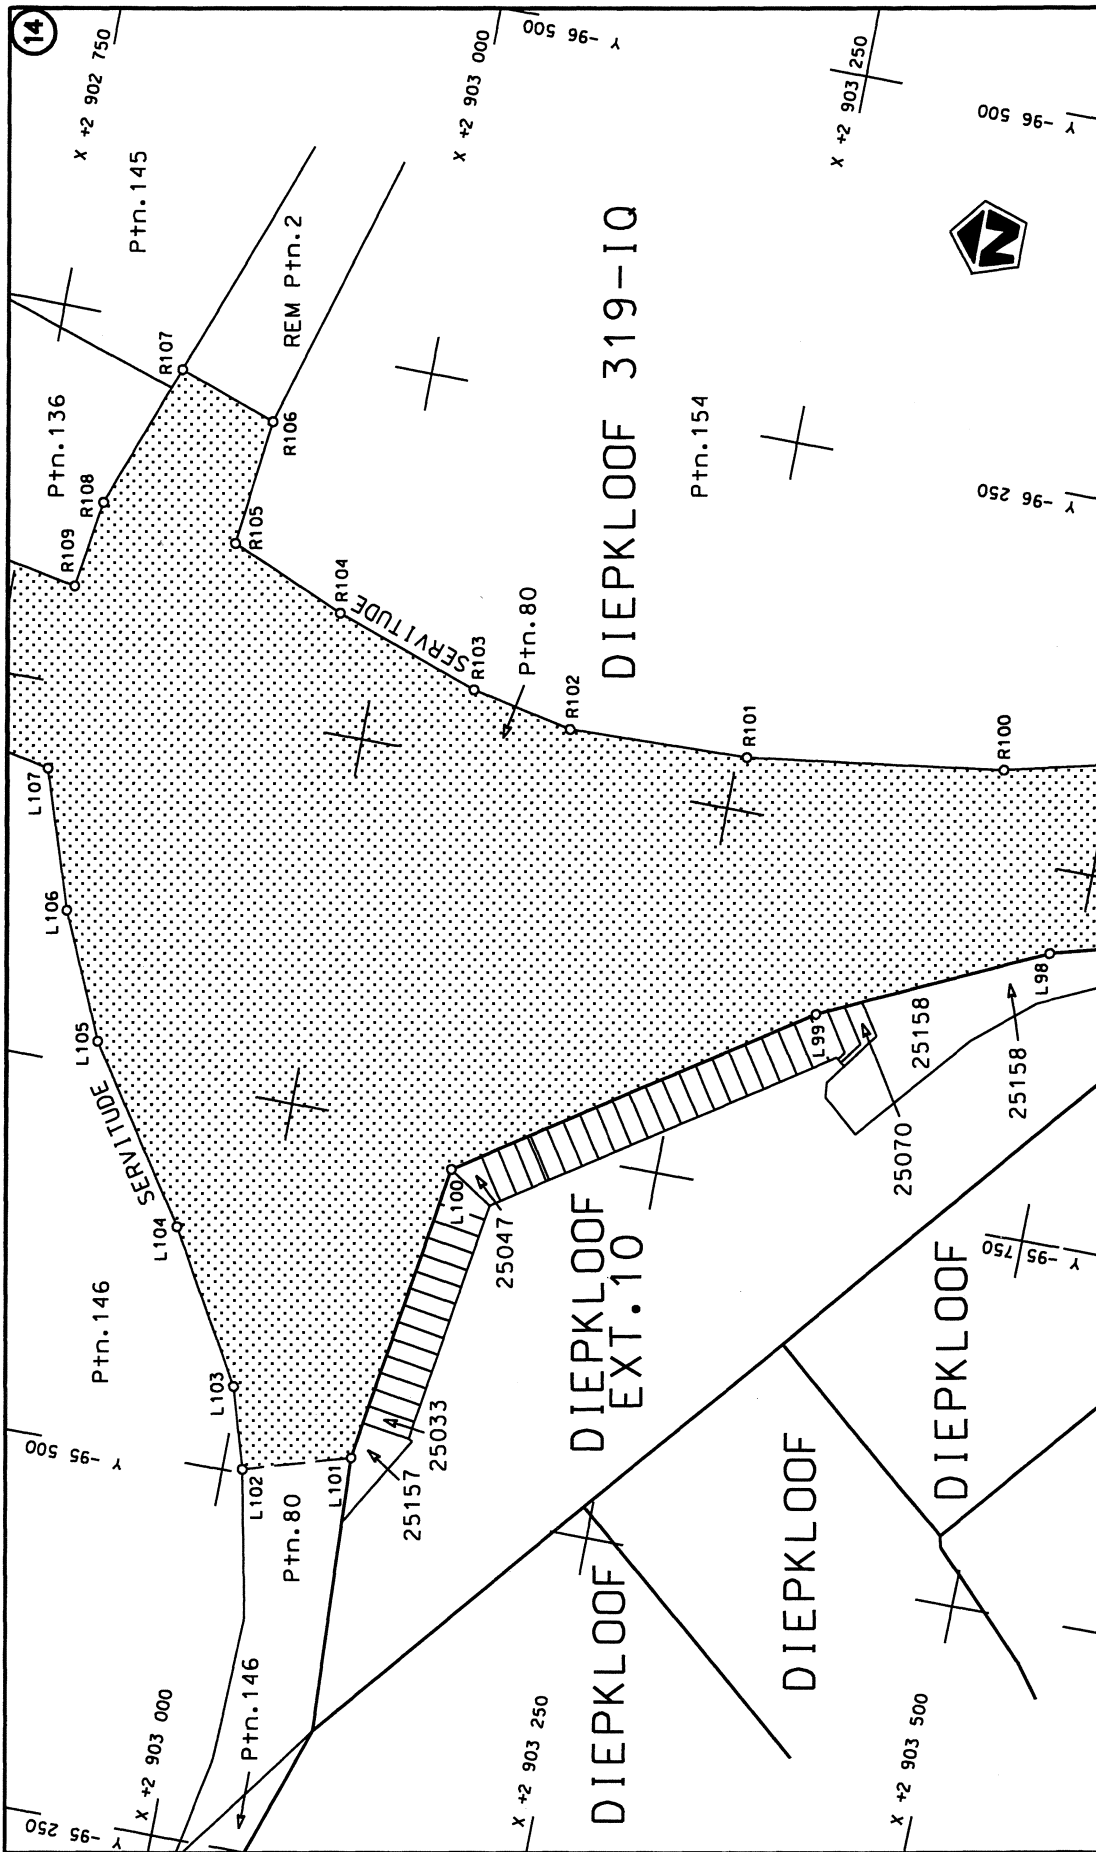 14
X +2 902 750
X +2 903 000
Y -96 500
X +2 903 250
Y -96 500
Ptn.145
REM Ptn.2
R107
Ptn.136
R106
R108
R109
R105
R104
SERVITUDE
R103
Ptn.80
R102
DIEPKLOOF 319-IQ
Ptn.154
N
Y -96 250
R101
R100
L107
L106
L105
SERVITUDE
L104
Ptn.146
L103
L102
L101
L100
L99
L98
25158
25158
25070
25047
25033
25157
DIEPKLOOF
EXT.10
Y -95 750
DIEPKLOOF
DIEPKLOOF
DIEPKLOOF
Y -95 500
Ptn.80
Ptn.146
X +2 903 000
Y -95 250
X +2 903 250
X +2 903 500